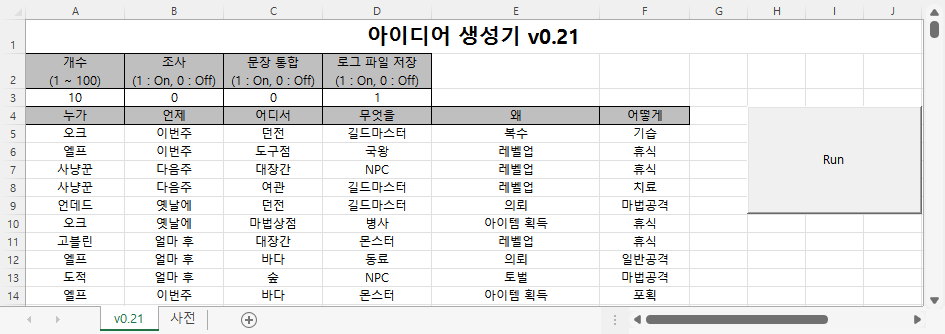 A B C D E F G H I J
1 아이디어 생성기 v0.21
개수 조사 문장 통합 로그 파일 저장
2 (1 ~ 100) (1 : On, 0 : Off) (1 : On, 0 : Off) (1 : On, 0 : Off)
3 10 0 0 1
4 누가 언제 어디서 무엇을 왜 어떻게
5 오크 이번주 던전 길드마스터 복수 기습
6 엘프 이번주 도구점 국왕 레벨업 휴식
7 사냥꾼 다음주 대장간 NPC 레벨업 휴식
Run
8 사냥꾼 다음주 여관 길드마스터 레벨업 치료
9 언데드 옛날에 던전 길드마스터 의뢰 마법공격
10 오크 옛날에 마법상점 병사 아이템 획득 휴식
11 고블린 얼마 후 대장간 몬스터 레벨업 휴식
12 엘프 얼마 후 바다 동료 의뢰 일반공격
13 도적 얼마 후 숲 NPC 토벌 마법공격
14 엘프 이번주 바다 몬스터 아이템 획득 포획
v0.21 사전